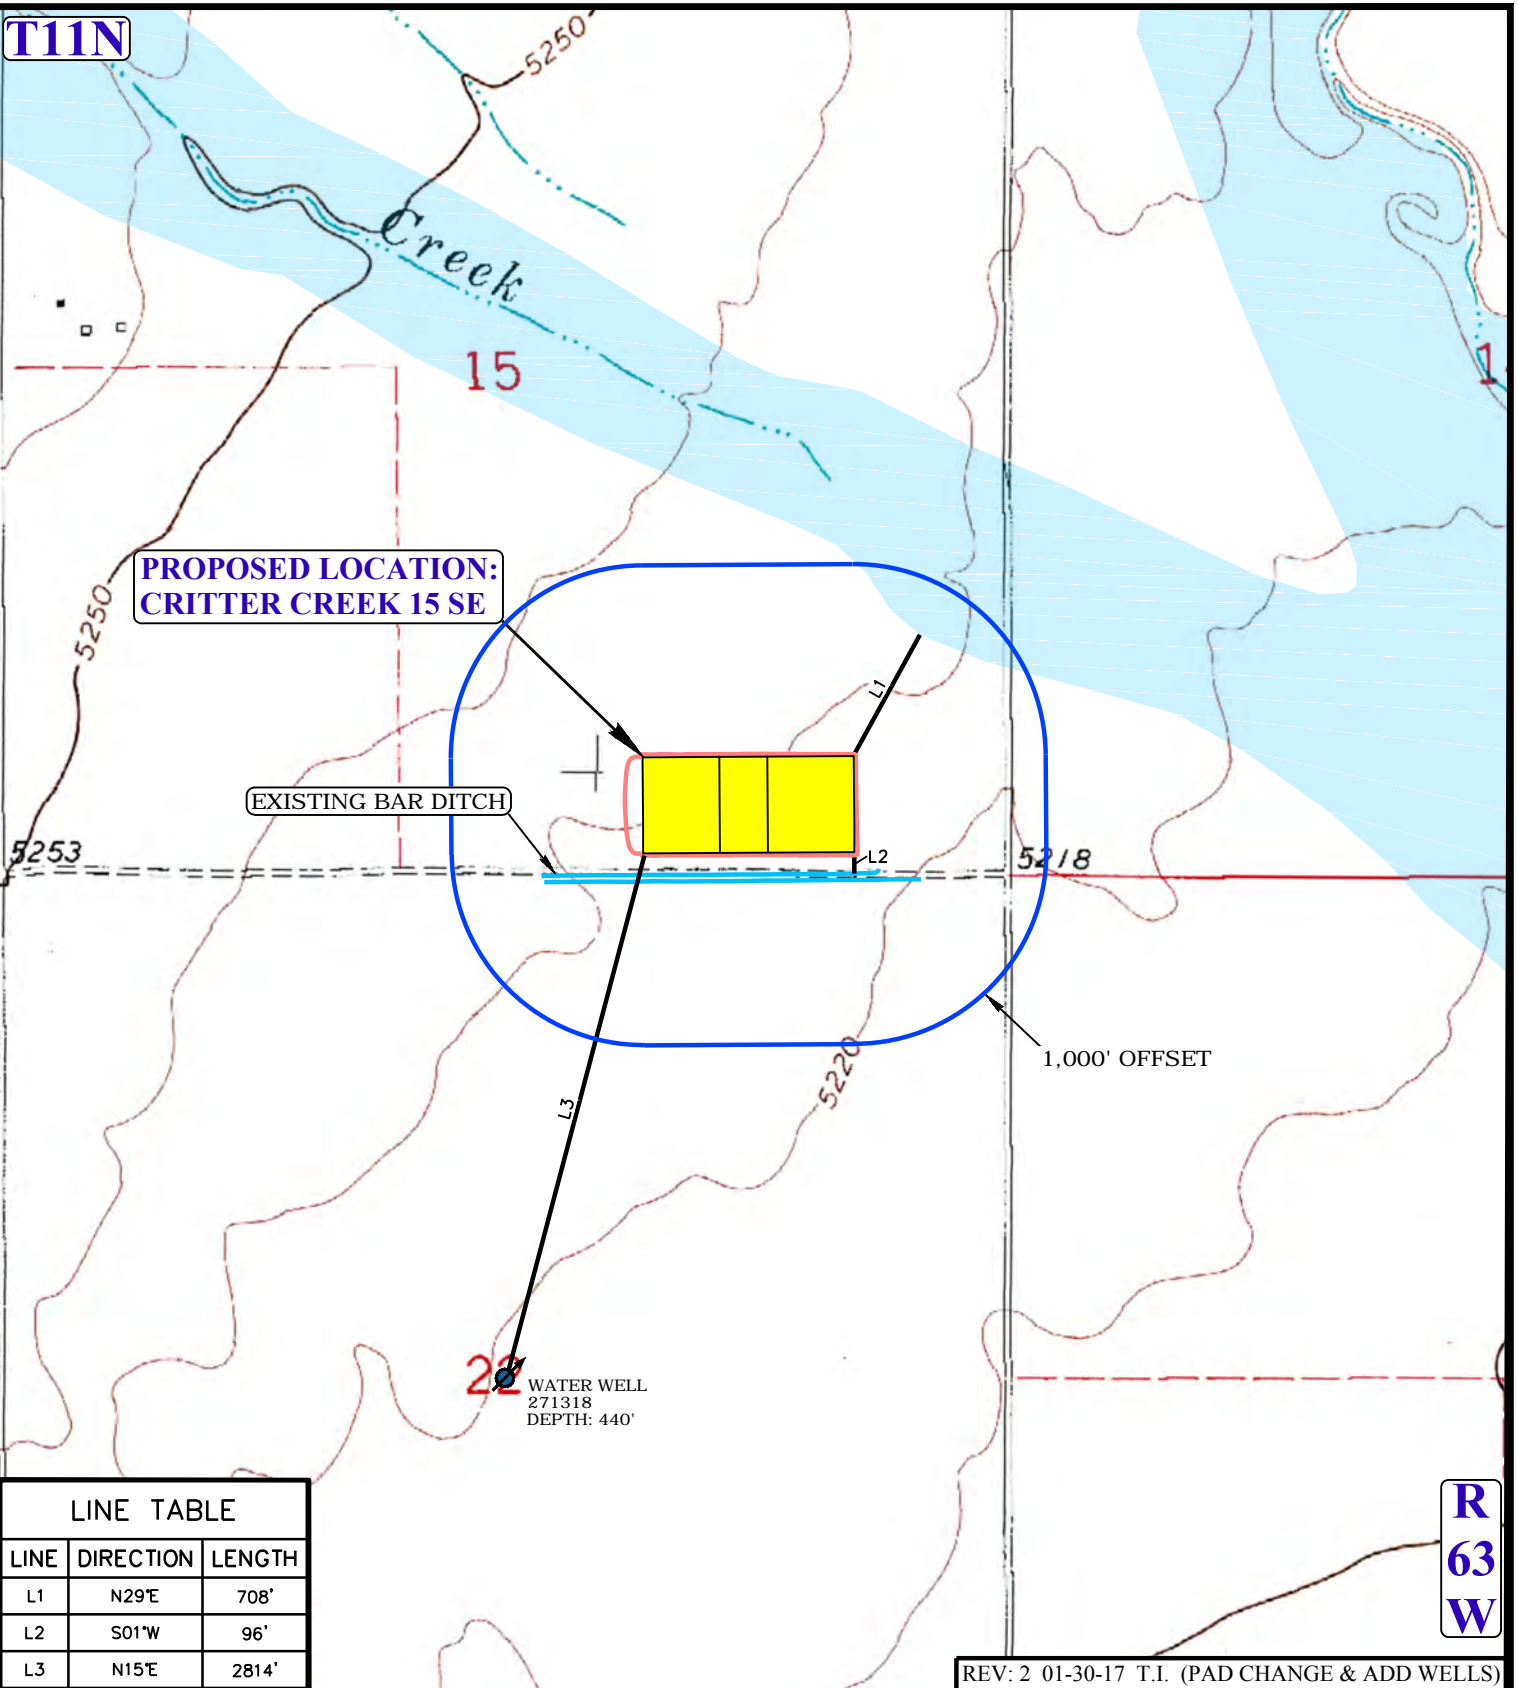 T11N
5250
Creek
15
PROPOSED LOCATION:
CRITTER CREEK 15 SE
5250
L1
EXISTING BAR DITCH
5253
L2
5218
1,000' OFFSET
5220
L3
22
WATER WELL
271318
DEPTH: 440'
LINE TABLE
LINE DIRECTION LENGTH
L1 N29°E 708'
L2 S01°W 96'
L3 N15°E 2814'
R
63
W
REV: 2 01-30-17 T.I. (PAD CHANGE & ADD WELLS)